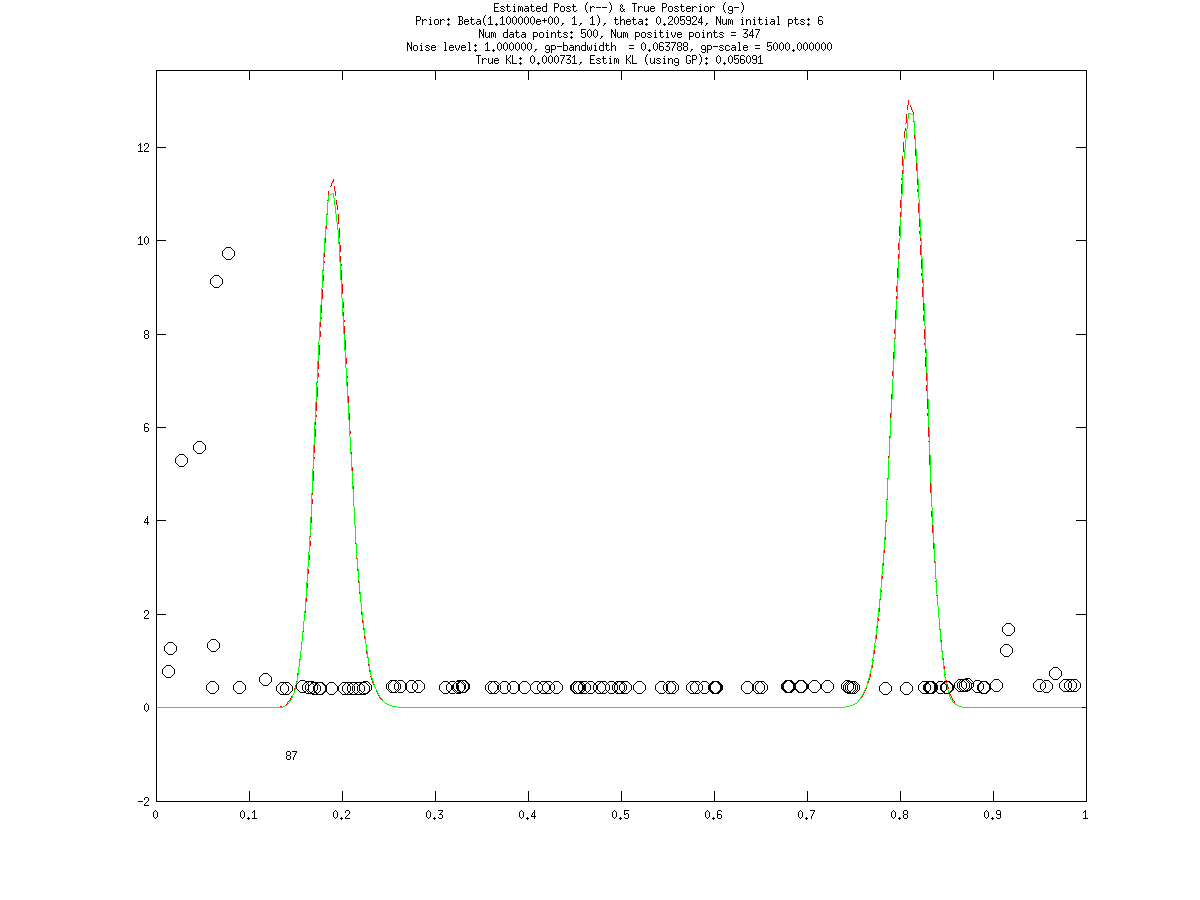 Estimated Post (r--) & True Posterior (g-)
Prior: Beta(1.100000e+00, 1, 1), theta: 0.205924, Num initial pts: 6
Num data points: 500, Num positive points = 347
Noise level: 1.000000, gp-bandwidth  = 0.063788, gp-scale = 5000.000000
True KL: 0.000731, Estim KL (using GP): 0.056091
12
10
8
6
4
2
0
87
-2
0 0.1 0.2 0.3 0.4 0.5 0.6 0.7 0.8 0.9 1